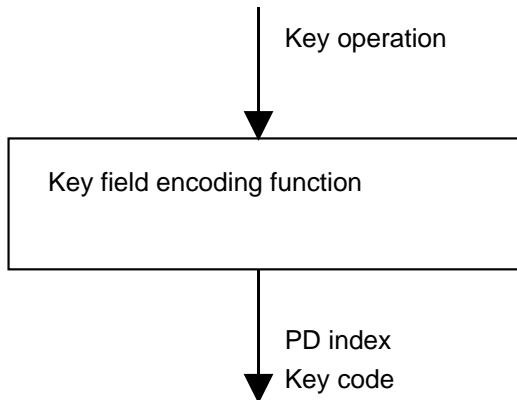 Key operation
Key field encoding function
PD index
Key code